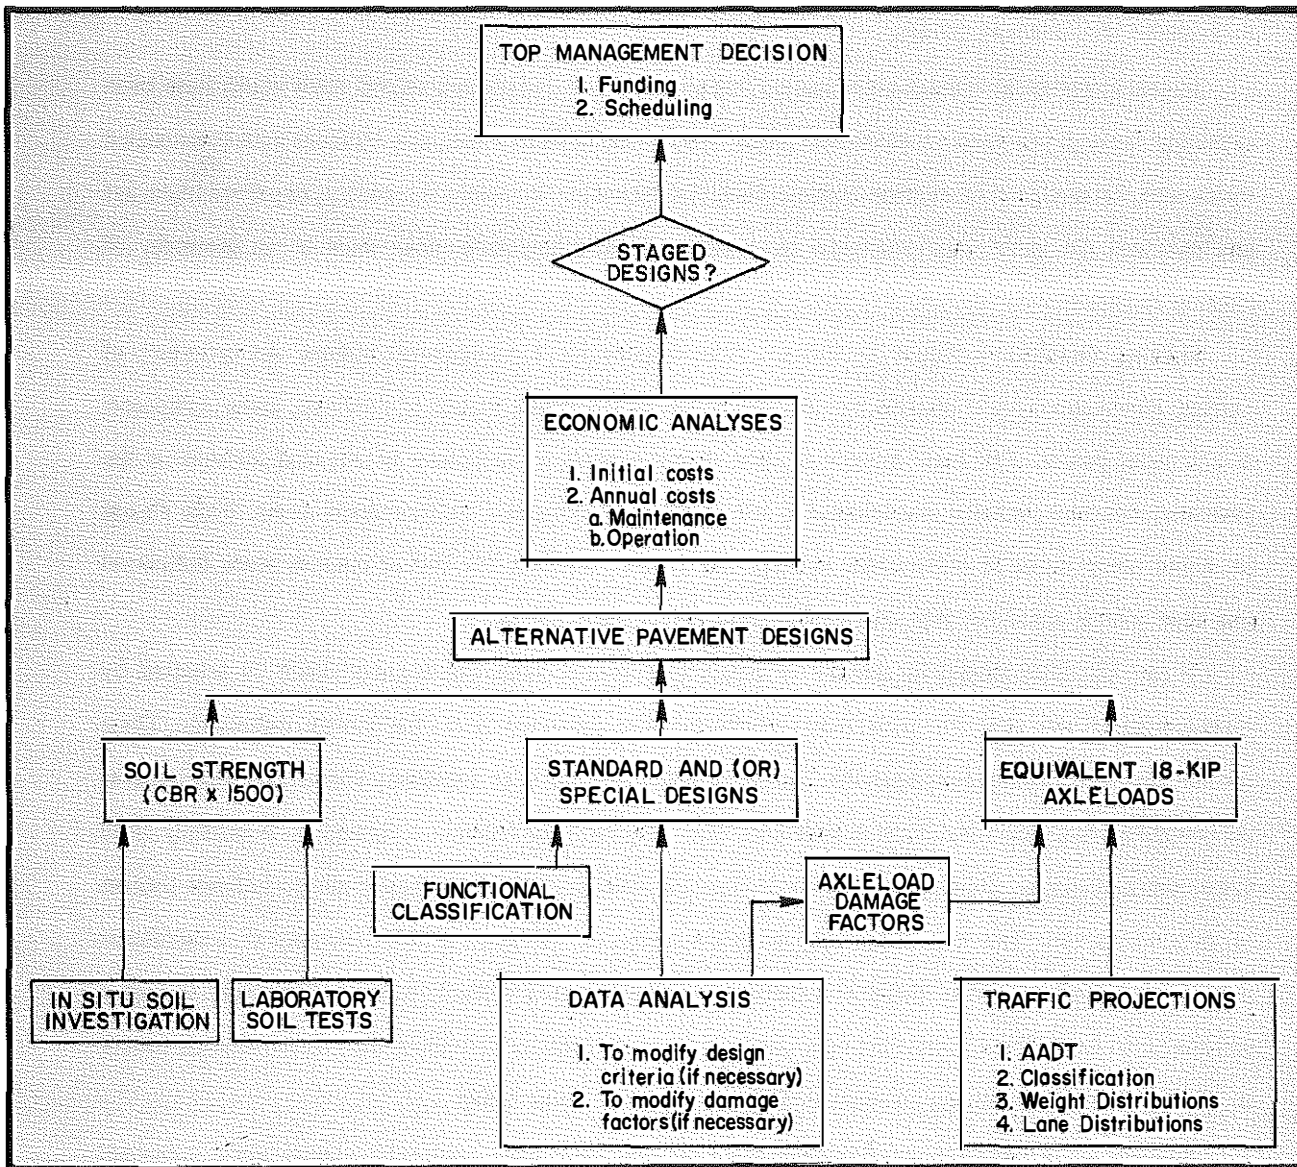 TOP MANAGEMENT DECISION
1. Funding
2. Scheduling
STAGED
DESIGNS?
ECONOMIC ANALYSES
1. Initial costs
2. Annual costs
a. Maintenance
b. Operation
ALTERNATIVE PAVEMENT DESIGNS
SOIL STRENGTH
(CBR x 1500)
STANDARD AND (OR)
SPECIAL DESIGNS
EQUIVALENT 18-KIP
AXLELOADS
FUNCTIONAL
CLASSIFICATION
AXLELOAD
DAMAGE
FACTORS
IN SITU SOIL
INVESTIGATION
LABORATORY
SOIL TESTS
DATA ANALYSIS
1. To modify design
criteria (if necessary)
2. To modify damage
factors (if necessary)
TRAFFIC PROJECTIONS
1. AADT
2. Classification
3. Weight Distributions
4. Lane Distributions